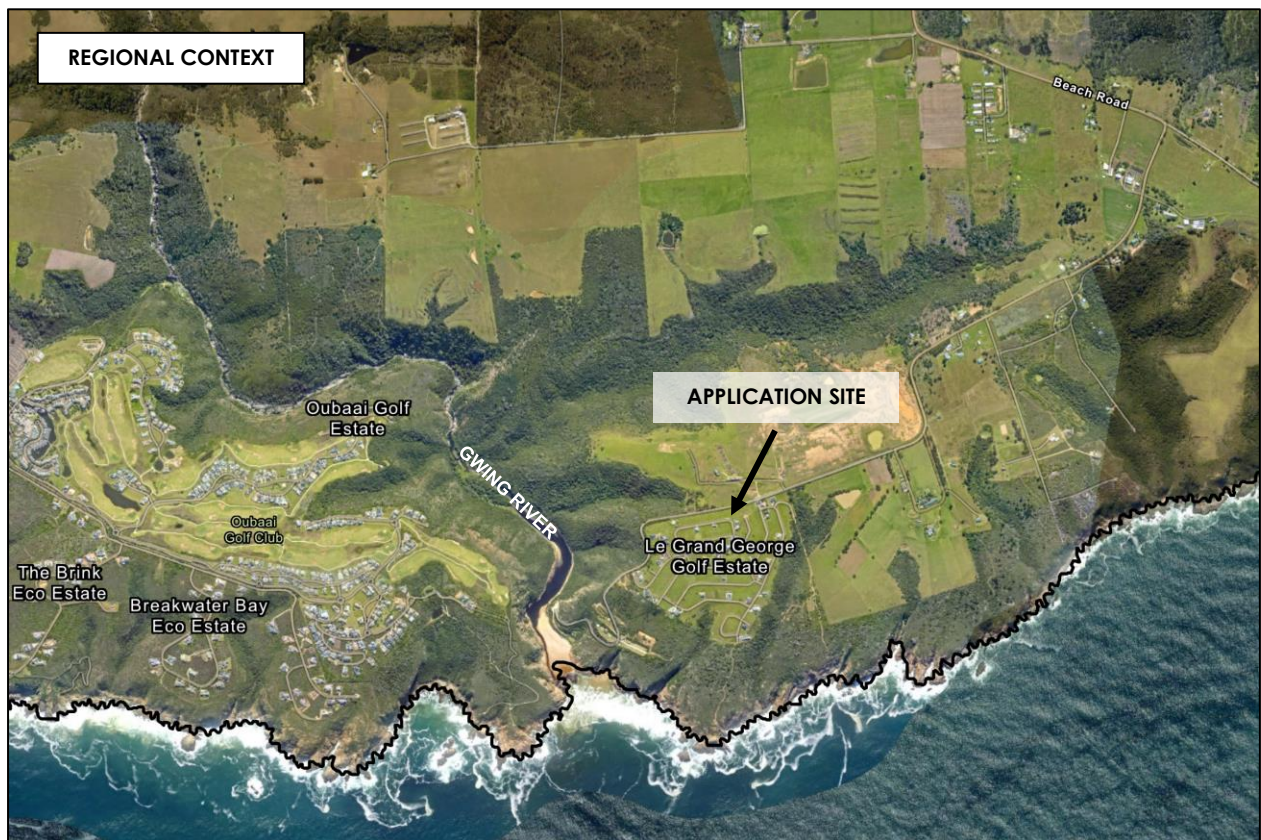 REGIONAL CONTEXT
Beach Road
APPLICATION SITE
Oubaai Golf
Estate
GWING RIVER
Oubaai
Golf Club
Le Grand George
Golf Estate
The Brink
Eco Estate
Breakwater Bay
Eco Estate